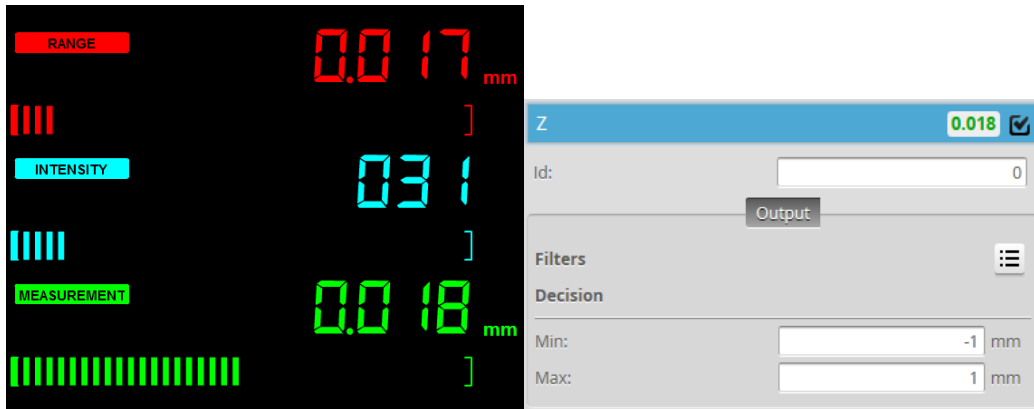 RANGE
0.017 mm
INTENSITY
031
MEASUREMENT
0.018 mm
Z 0.018
Id: 0
Output
Filters
Decision
Min: -1 mm
Max: 1 mm